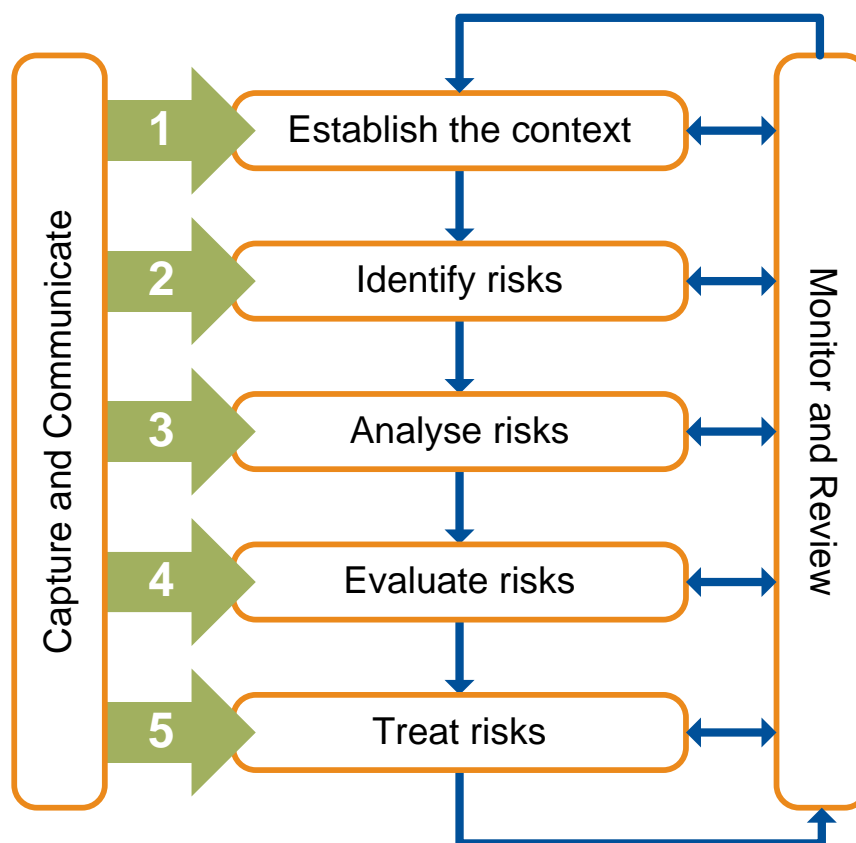 Capture and Communicate
1
Establish the context
2
Identify risks
3
Analyse risks
4
Evaluate risks
5
Treat risks
Monitor and Review